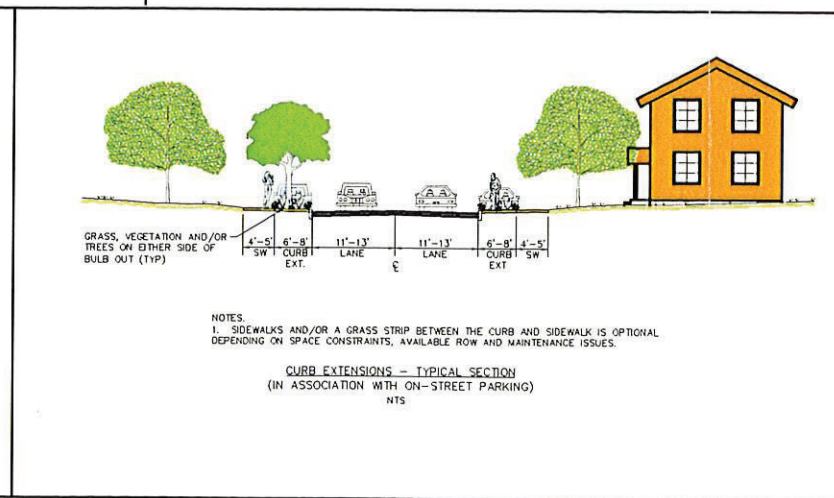 GRASS, VEGETATION AND/OR
TREES ON EITHER SIDE OF
BULB OUT (TYP)
4'-5' 6'-8' 11'-13' 11'-13' 6'-8' 4'-5'
SW CURB LANE LANE CURB SW
EXT. EXT
℄
NOTES.
1. SIDEWALKS AND/OR A GRASS STRIP BETWEEN THE CURB AND SIDEWALK IS OPTIONAL
DEPENDING ON SPACE CONSTRAINTS, AVAILABLE ROW AND MAINTENANCE ISSUES.
CURB EXTENSIONS - TYPICAL SECTION
(IN ASSOCIATION WITH ON-STREET PARKING)
NTS